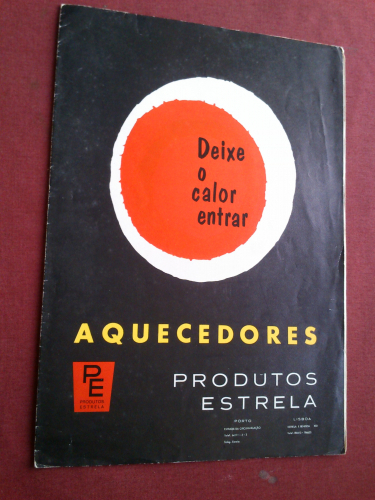 Deixe
o
calor
entrar
AQUECEDORES
PE
PRODUTOS
ESTRELA
PRODUTOS
ESTRELA
PORTO
LISBOA